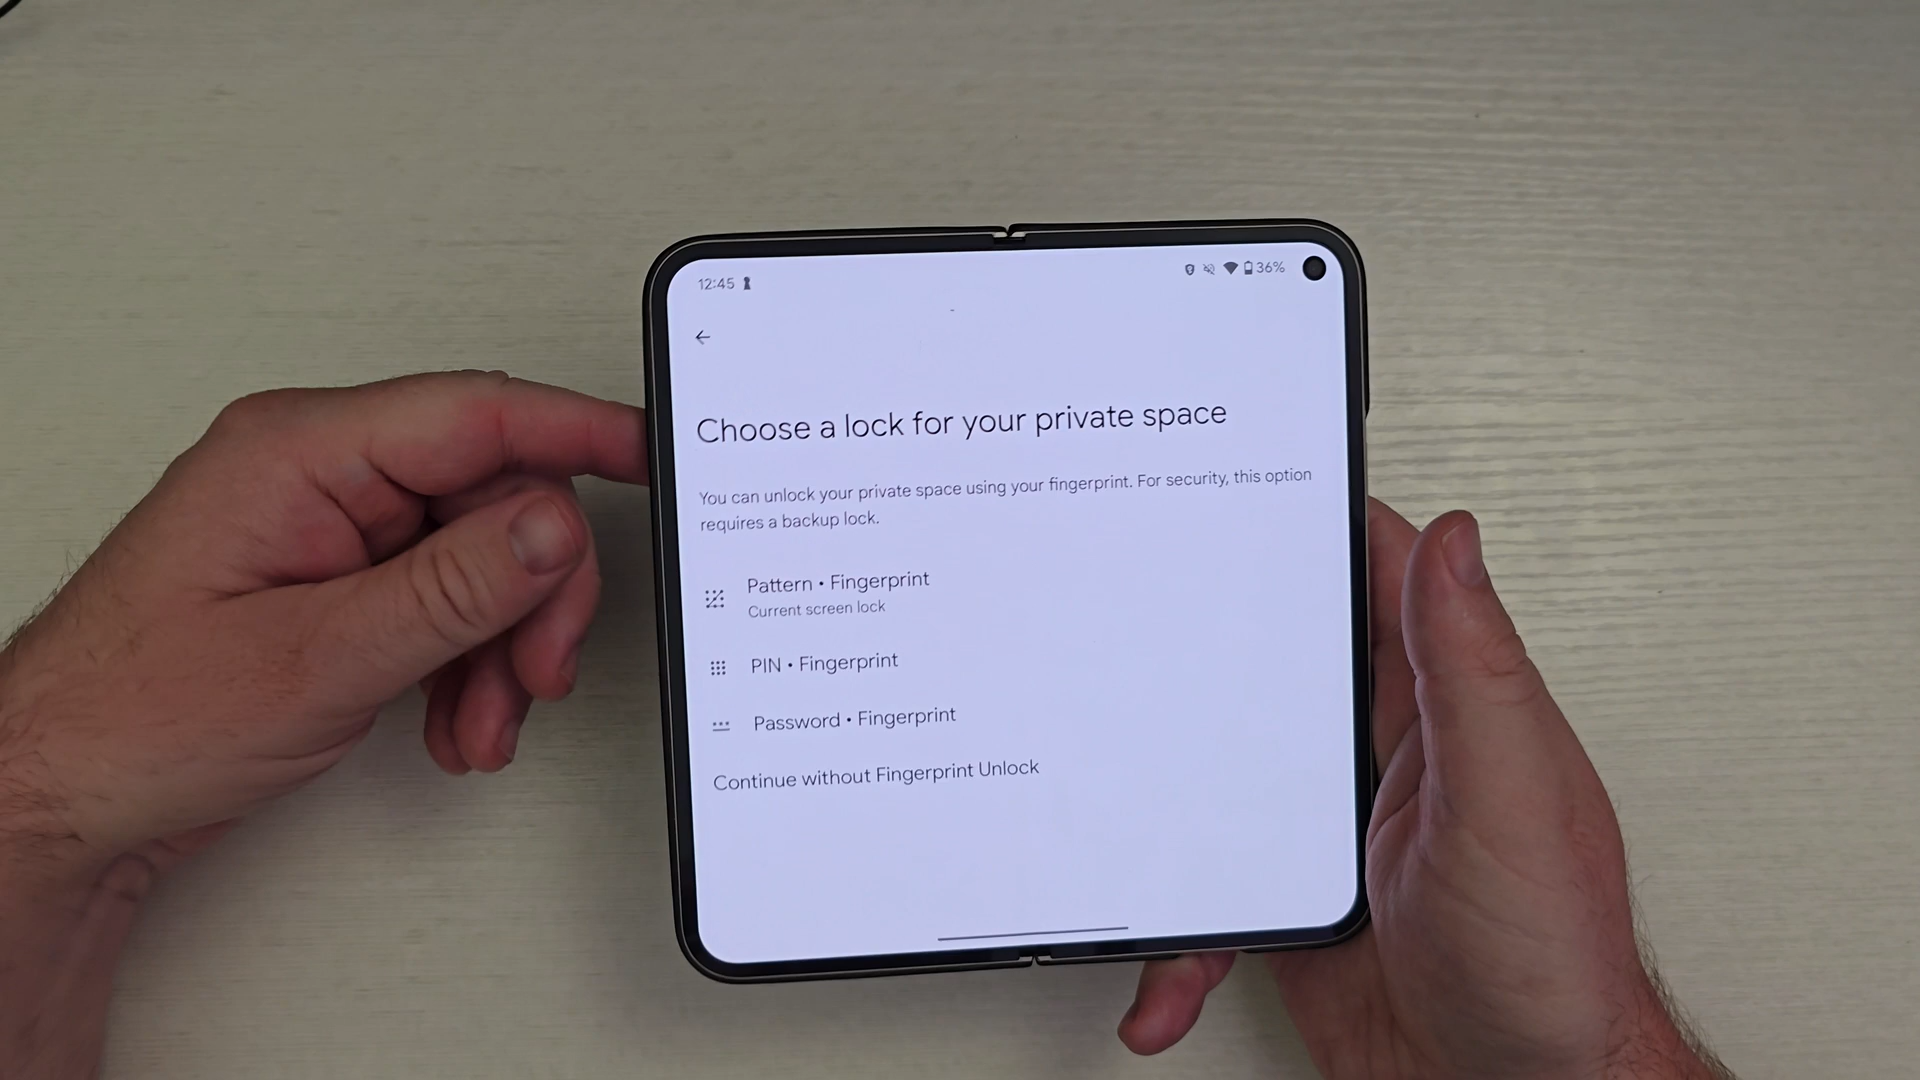 12:45 36%
Choose a lock for your private space
You can unlock your private space using your fingerprint. For security, this option
requires a backup lock.
Pattern • Fingerprint
Current screen lock
PIN • Fingerprint
Password • Fingerprint
Continue without Fingerprint Unlock